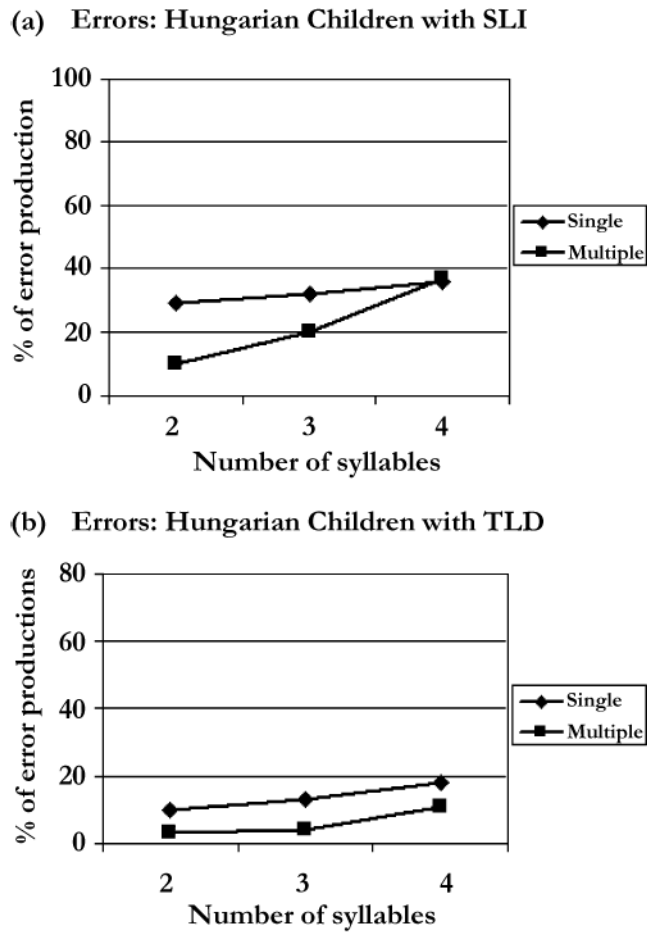 (a) Errors: Hungarian Children with SLI
100
80
60
40
20
0
% of error production
2 3 4
Number of syllables
Single
Multiple
(b) Errors: Hungarian Children with TLD
80
60
40
20
0
% of error productions
2 3 4
Number of syllables
Single
Multiple